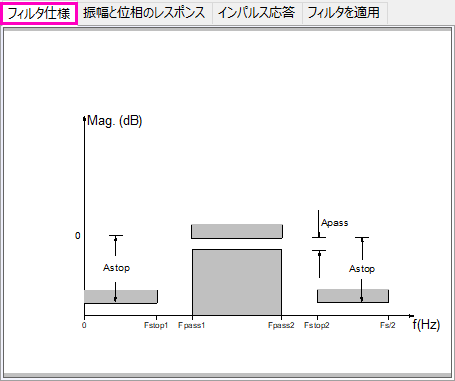 フィルタ仕様 振幅と位相のレスポンス インパルス応答 フィルタを適用
Mag. (dB)
Apass
0
Astop
Astop
0 Fstop1 Fpass1 Fpass2 Fstop2 Fs/2 f(Hz)